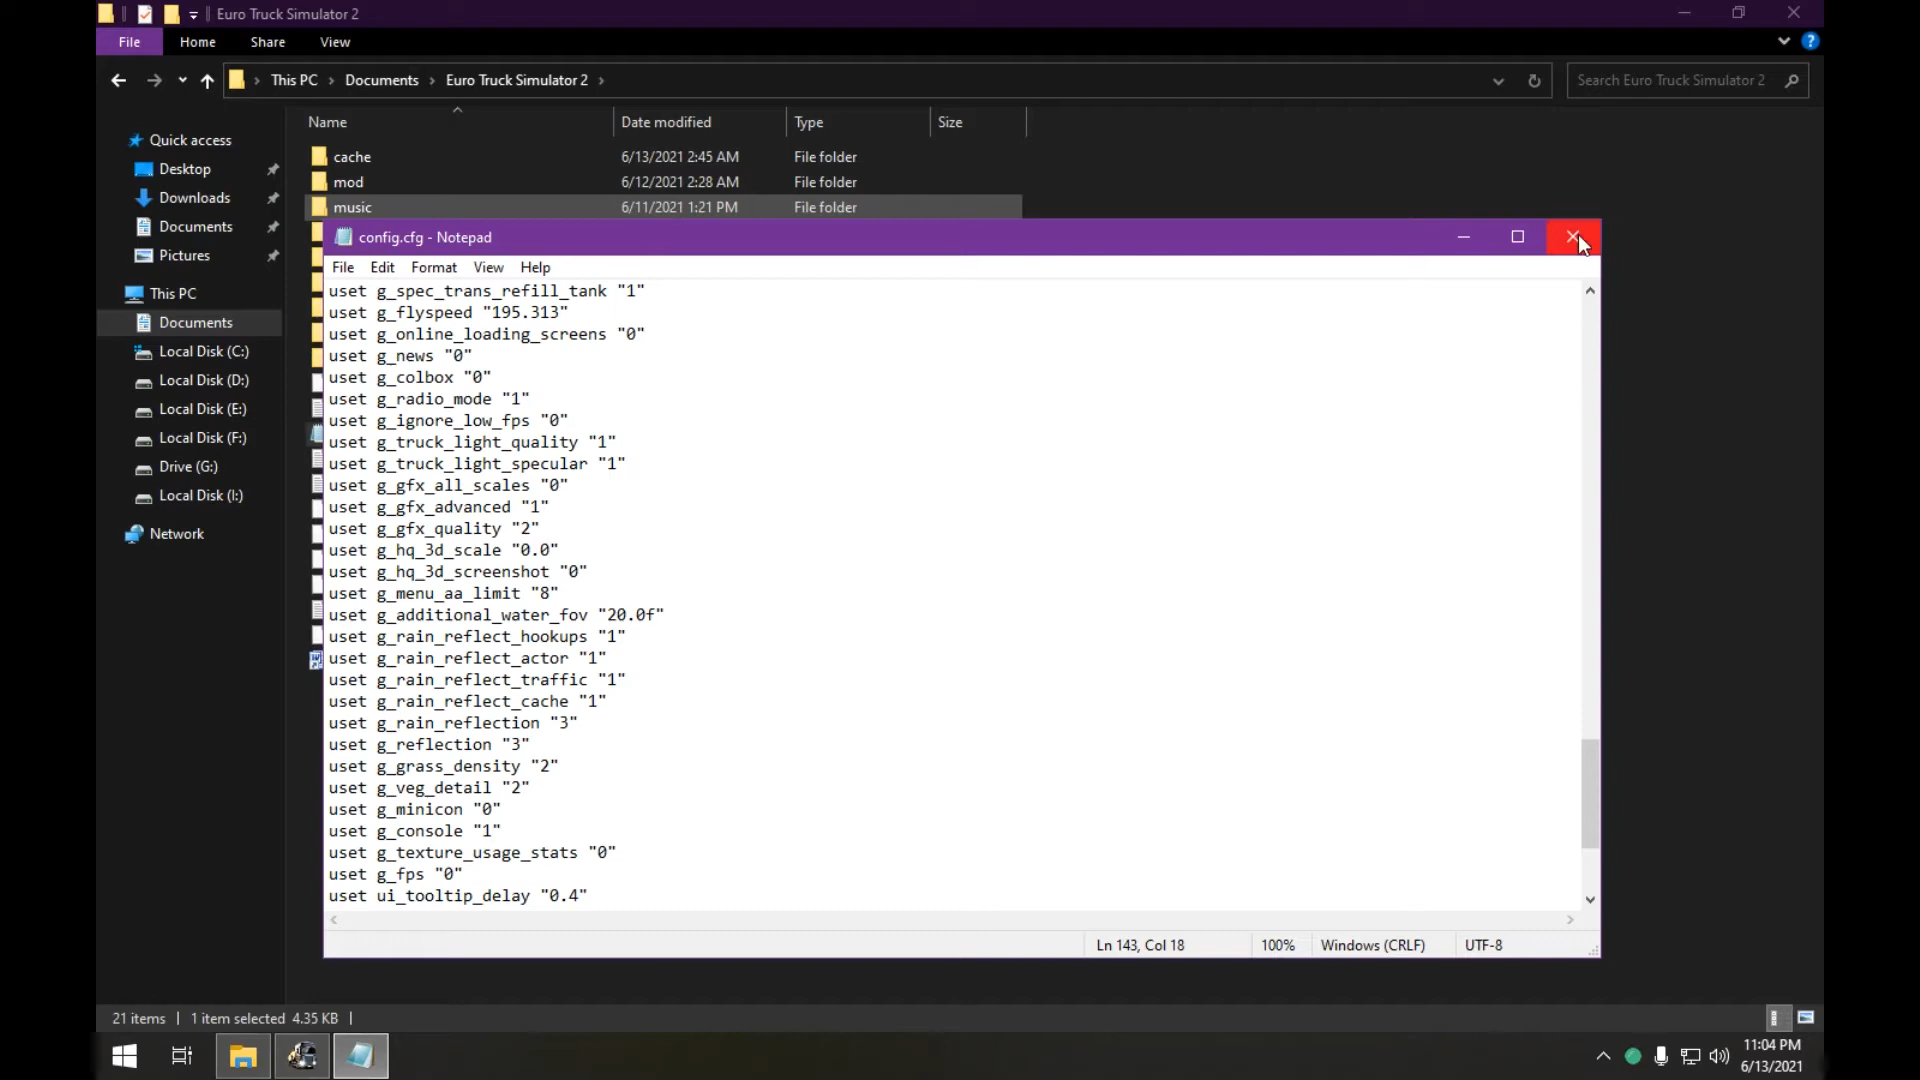 Euro Truck Simulator 2
File Home Share View
This PC > Documents > Euro Truck Simulator 2 >
Search Euro Truck Simulator 2
Name Date modified Type Size
cache 6/13/2021 2:45 AM File folder
mod 6/12/2021 2:28 AM File folder
music 6/11/2021 1:21 PM File folder
Quick access
Desktop
Downloads
Documents
Pictures
This PC
Documents
Local Disk (C:)
Local Disk (D:)
Local Disk (E:)
Local Disk (F:)
Drive (G:)
Local Disk (I:)
Network
config.cfg - Notepad
File Edit Format View Help
uset g_spec_trans_refill_tank "1"
uset g_flyspeed "195.313"
uset g_online_loading_screens "0"
uset g_news "0"
uset g_colbox "0"
uset g_radio_mode "1"
uset g_ignore_low_fps "0"
uset g_truck_light_quality "1"
uset g_truck_light_specular "1"
uset g_gfx_all_scales "0"
uset g_gfx_advanced "1"
uset g_gfx_quality "2"
uset g_hq_3d_scale "0.0"
uset g_hq_3d_screenshot "0"
uset g_menu_aa_limit "8"
uset g_additional_water_fov "20.0f"
uset g_rain_reflect_hookups "1"
uset g_rain_reflect_actor "1"
uset g_rain_reflect_traffic "1"
uset g_rain_reflect_cache "1"
uset g_rain_reflection "3"
uset g_reflection "3"
uset g_grass_density "2"
uset g_veg_detail "2"
uset g_minicon "0"
uset g_console "1"
uset g_texture_usage_stats "0"
uset g_fps "0"
uset ui_tooltip_delay "0.4"
Ln 143, Col 18 100% Windows (CRLF) UTF-8
21 items | 1 item selected 4.35 KB |
11:04 PM
6/13/2021